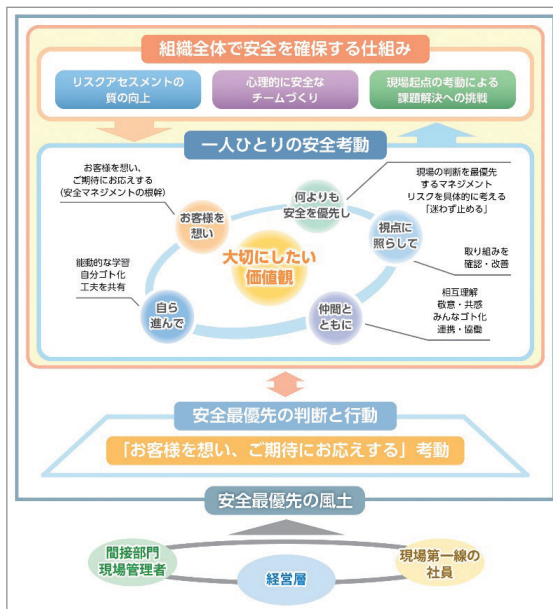 組織全体で安全を確保する仕組み
リスクアセスメントの
質の向上
心理的に安全な
チームづくり
現場起点の考動による
課題解決への挑戦
一人ひとりの安全考動
お客様を想い、
ご期待にお応えする
(安全マネジメントの根幹)
お客様を
想い
何よりも
安全を優先し
現場の判断を最優先
するマネジメント
リスクを具体的に考える
「迷わず止める」
視点に
照らして
取り組みを
確認・改善
大切にしたい
価値観
能動的な学習
自分ゴト化
工夫を共有
自ら
進んで
仲間と
ともに
相互理解
敬意・共感
みんなゴト化
連携・協働
安全最優先の判断と行動
「お客様を想い、ご期待にお応えする」考動
安全最優先の風土
間接部門
現場管理者
経営層
現場第一線の
社員